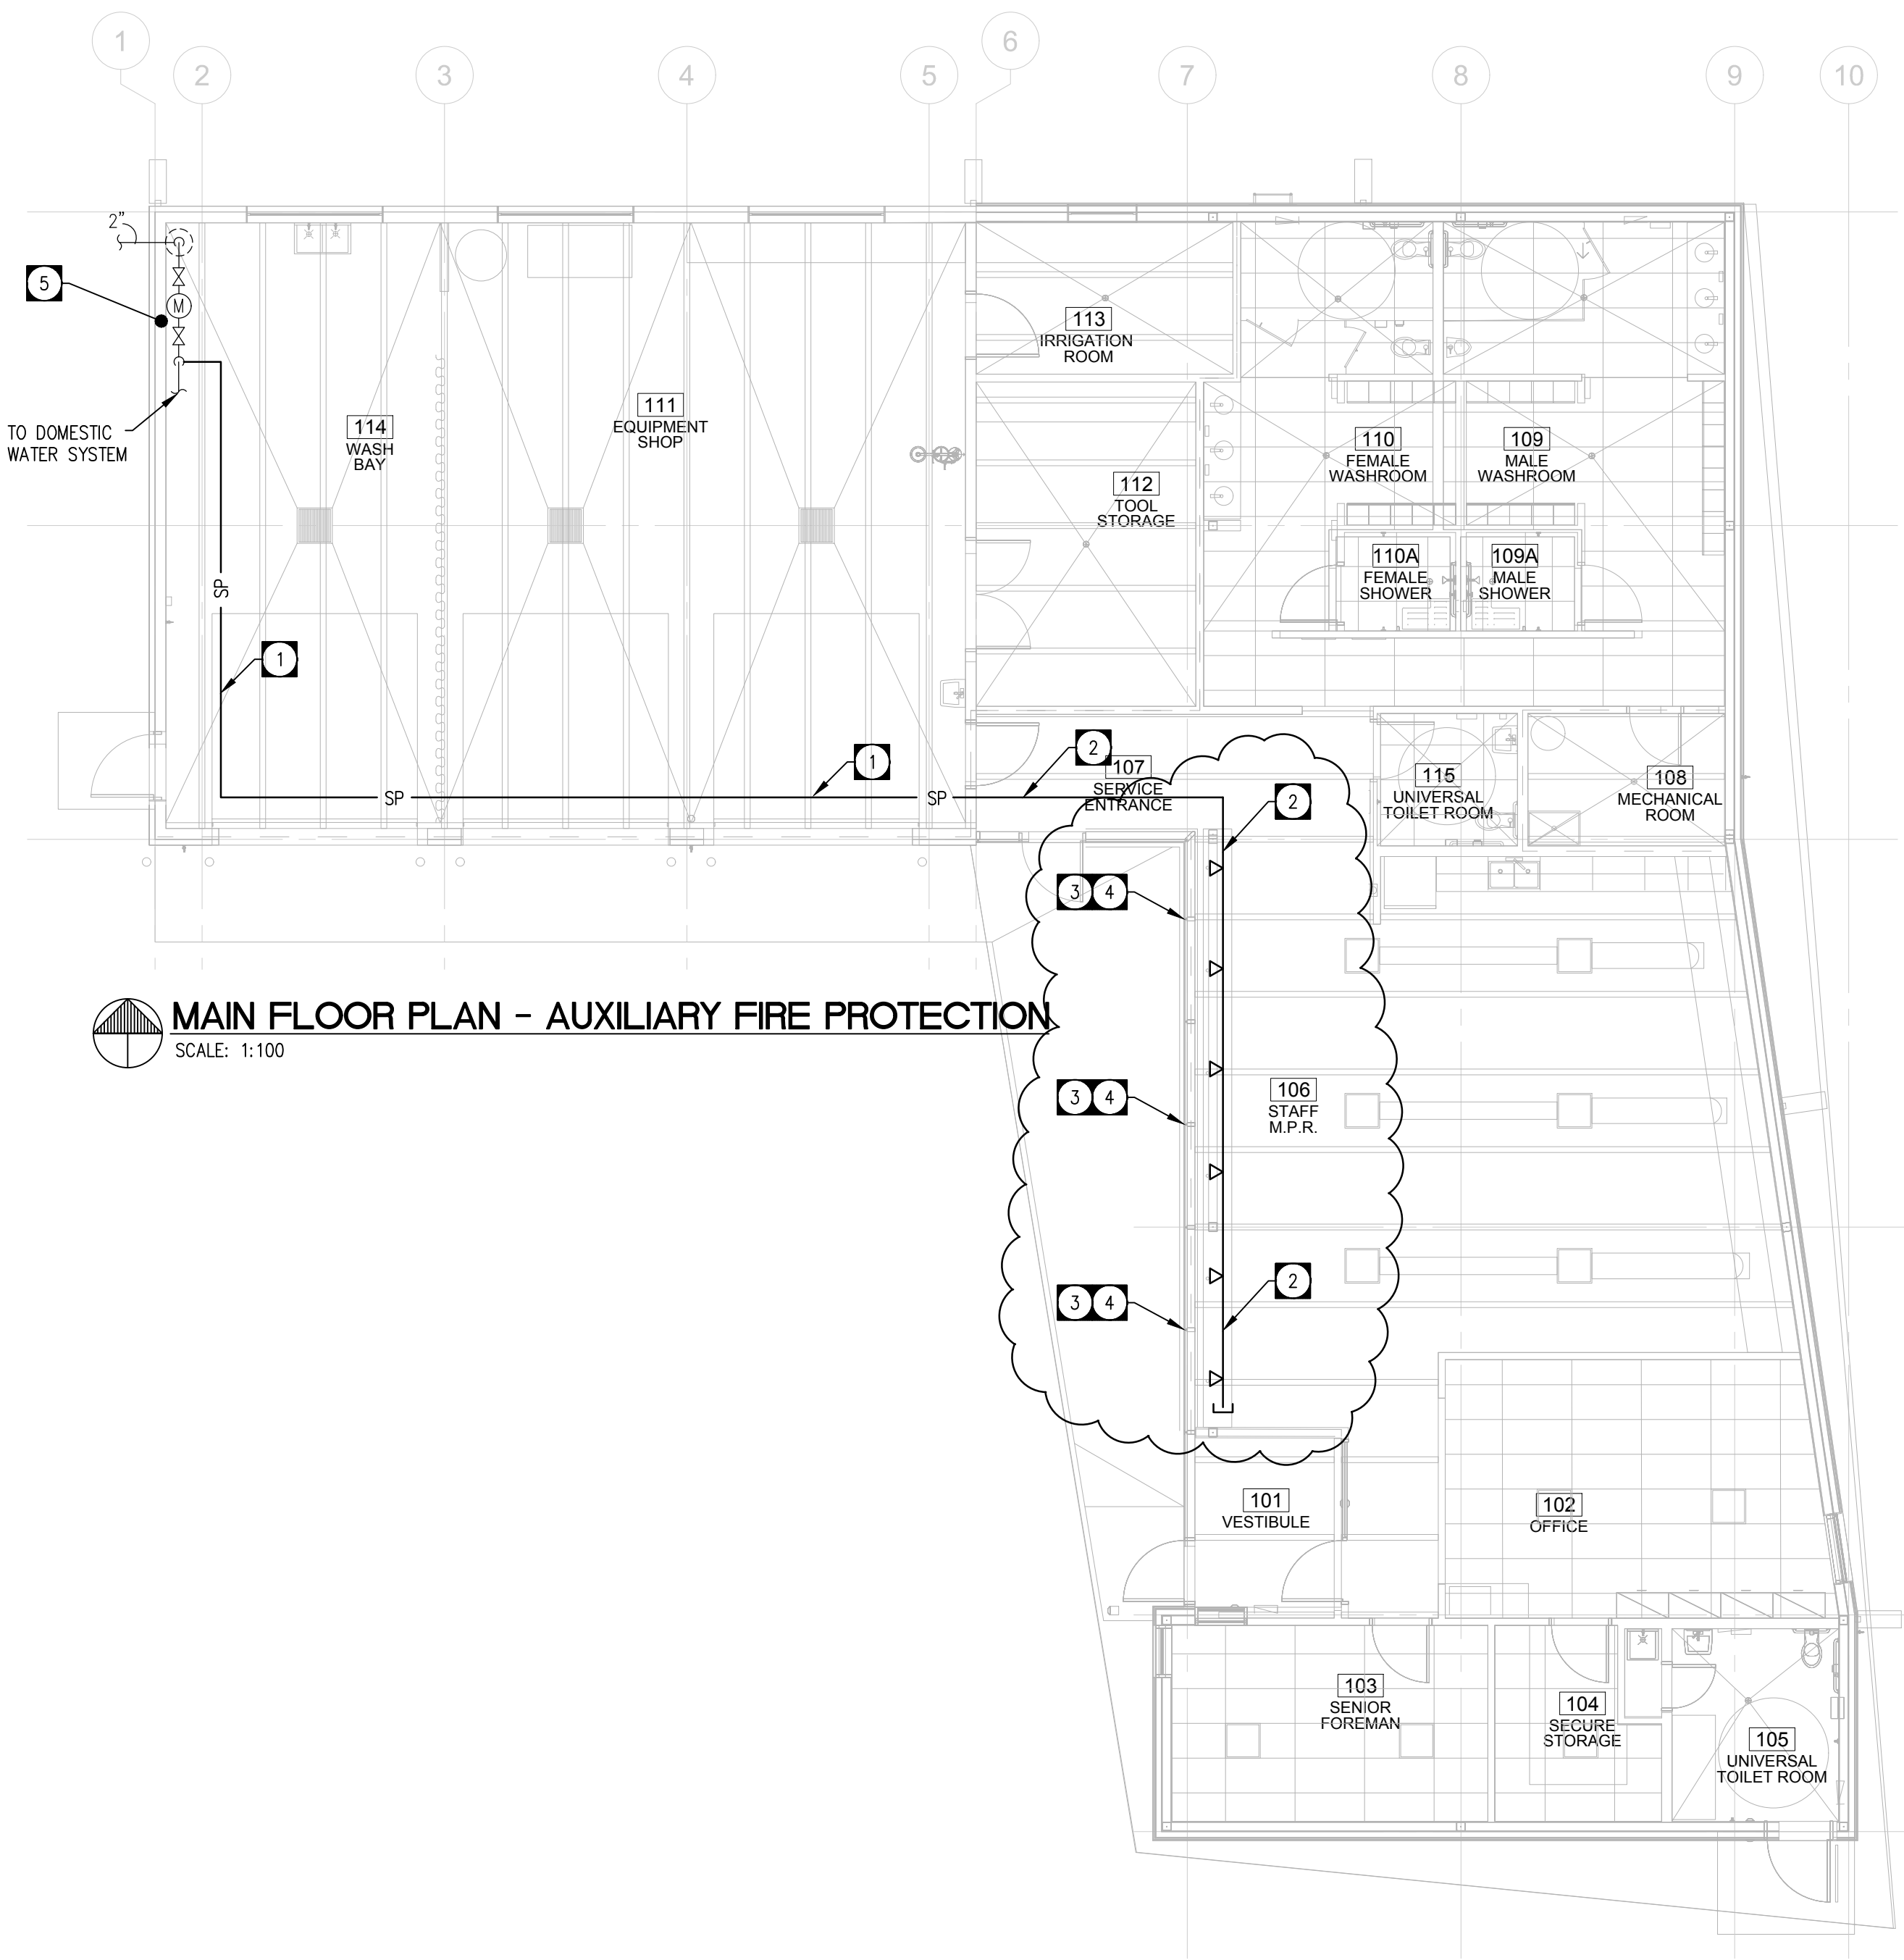 1
6
2
3
4
5
7
8
9
10
2"
5
M
TO DOMESTIC
WATER SYSTEM
114
WASH
BAY
111
EQUIPMENT
SHOP
113
IRRIGATION
ROOM
112
TOOL
STORAGE
110
FEMALE
WASHROOM
109
MALE
WASHROOM
110A
FEMALE
SHOWER
109A
MALE
SHOWER
SP
1
SP
1
SP
2
107
SERVICE
ENTRANCE
2
115
UNIVERSAL
TOILET ROOM
108
MECHANICAL
ROOM
3 4
MAIN FLOOR PLAN - AUXILIARY FIRE PROTECTION
SCALE: 1:100
3 4
106
STAFF
M.P.R.
3 4
2
101
VESTIBULE
102
OFFICE
103
SENIOR
FOREMAN
104
SECURE
STORAGE
105
UNIVERSAL
TOILET ROOM